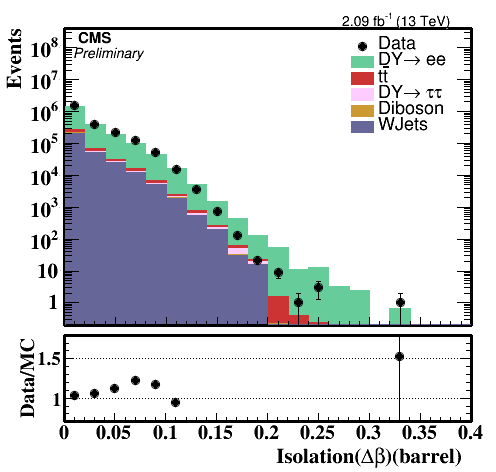 2.09 fb⁻¹ (13 TeV)
CMS
Preliminary
Data
DY→ ee
tt̄
DY→ ττ
Diboson
WJets
Events
10⁸
10⁷
10⁶
10⁵
10⁴
10³
10²
10
1
Data/MC
1.5
1
0 0.05 0.1 0.15 0.2 0.25 0.3 0.35 0.4
Isolation(Δβ)(barrel)